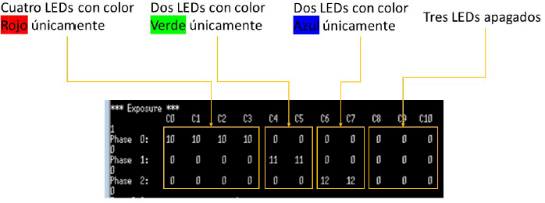 Cuatro LEDs con color
Rojo únicamente
Dos LEDs con color
Verde únicamente
Dos LEDs con color
Azul únicamente
Tres LEDs apagados
*** Exposure ***
C0 C1 C2 C3 C4 C5 C6 C7 C8 C9 C10
1
Phase 0: 10 10 10 10 0 0 0 0 0 0 0
0
Phase 1: 0 0 0 0 11 11 0 0 0 0 0
0
Phase 2: 0 0 0 0 0 0 12 12 0 0 0
0